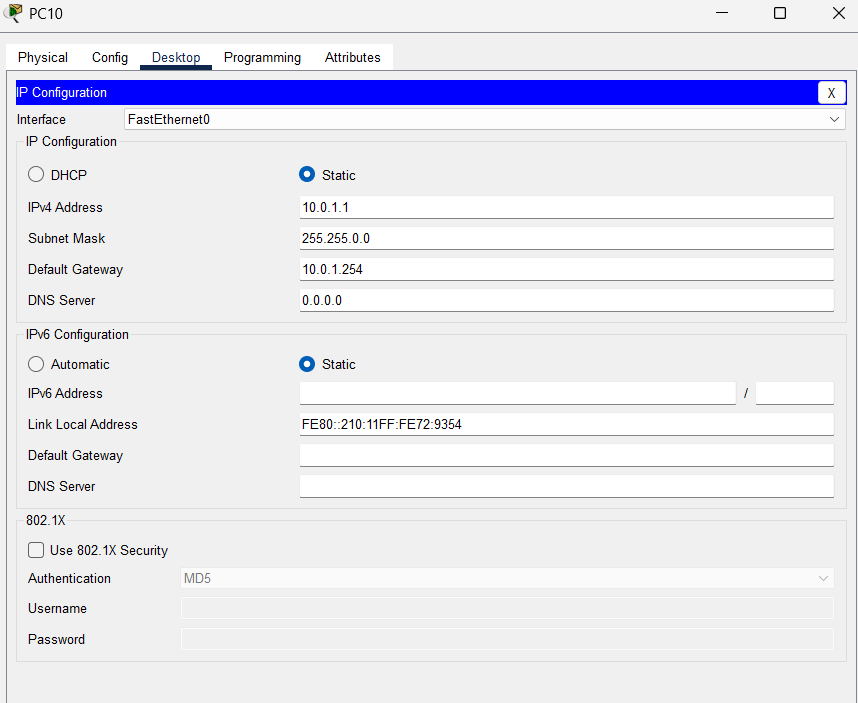 PC10
Physical Config Desktop Programming Attributes
IP Configuration X
Interface FastEthernet0
IP Configuration
DHCP Static
IPv4 Address 10.0.1.1
Subnet Mask 255.255.0.0
Default Gateway 10.0.1.254
DNS Server 0.0.0.0
IPv6 Configuration
Automatic Static
IPv6 Address /
Link Local Address FE80::210:11FF:FE72:9354
Default Gateway
DNS Server
802.1X
Use 802.1X Security
Authentication MD5
Username
Password